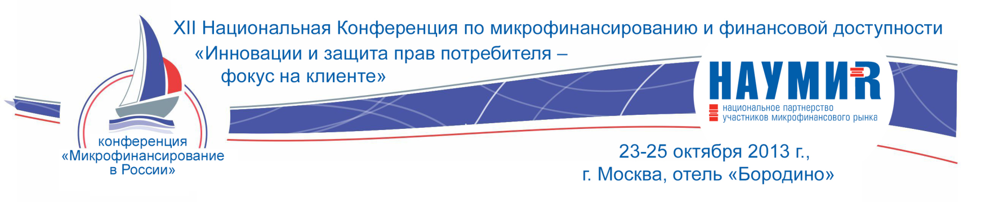 XII Национальная Конференция по микрофинансированию и финансовой доступности
«Инновации и защита прав потребителя –
фокус на клиенте»
НАУМИR
национальное партнерство
участников микрофинансового рынка
конференция
«Микрофинансирование
в России»
23-25 октября 2013 г.,
г. Москва, отель «Бородино»